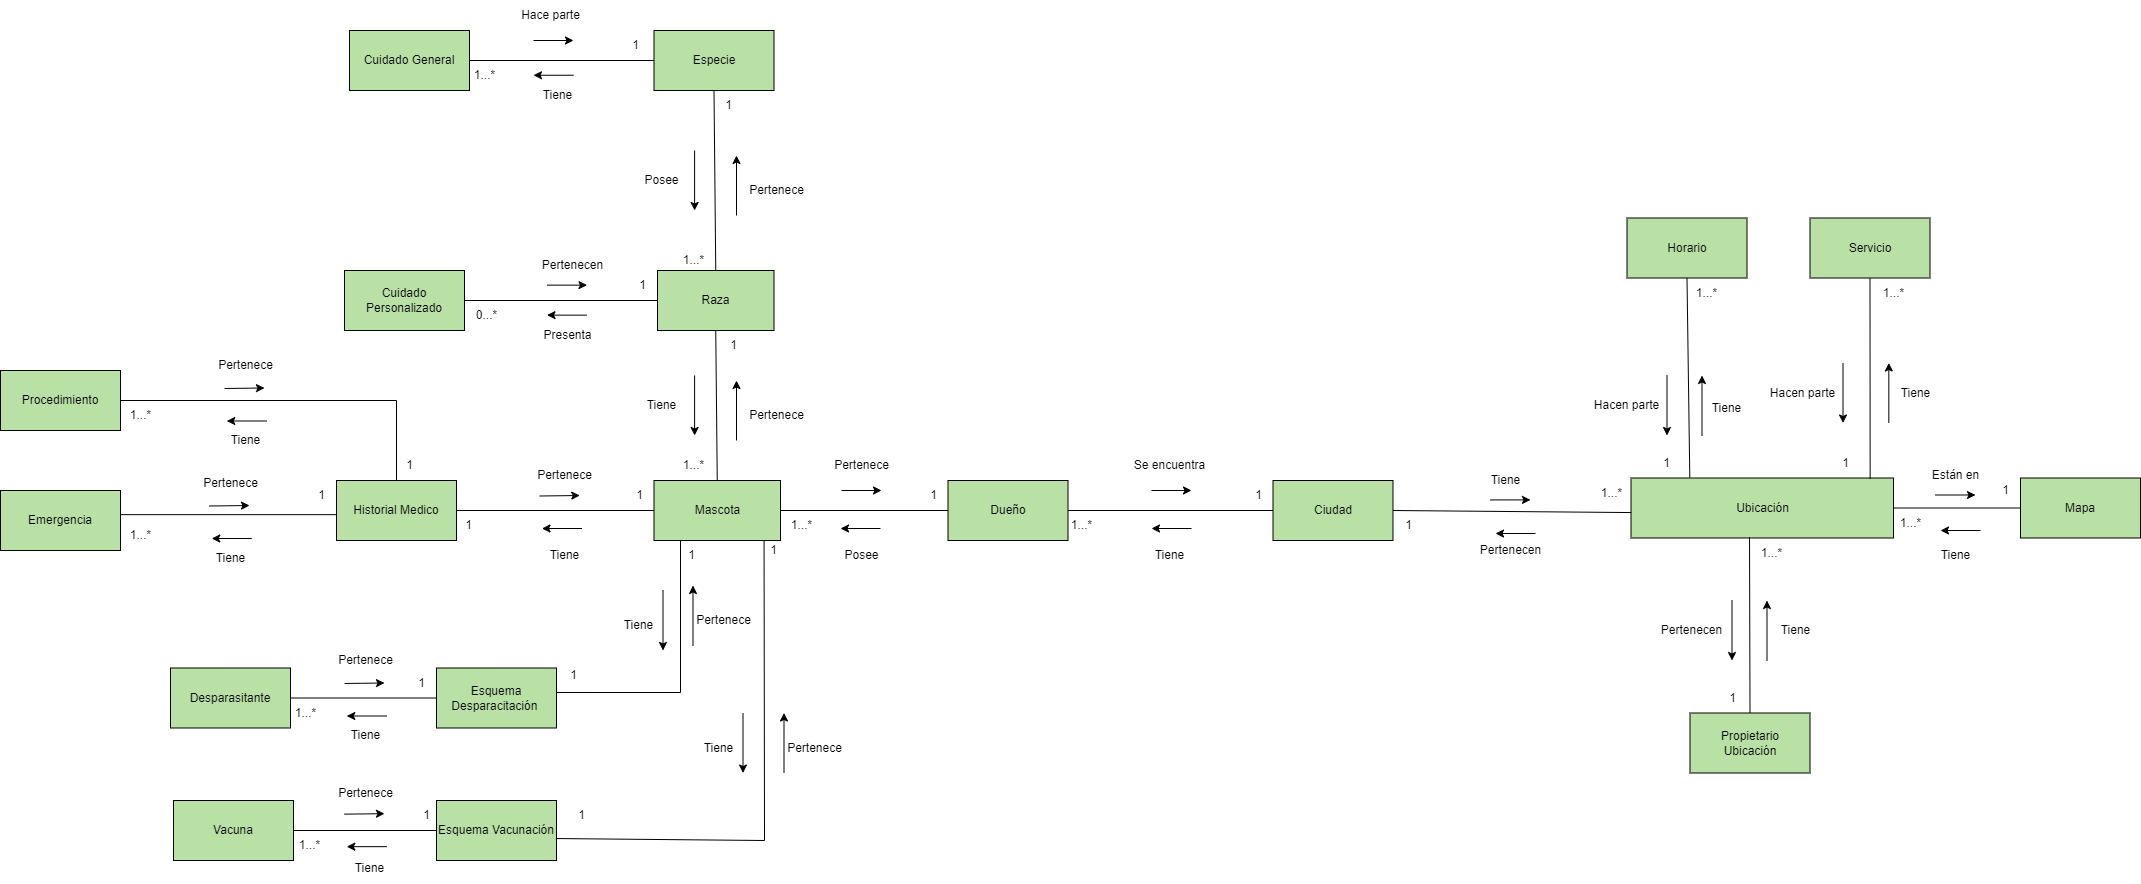 Hace parte
Cuidado General
1
Especie
1...*
Tiene
1
Posee
Pertenece
1...*
Pertenecen
Cuidado
Personalizado
1
Raza
0...*
Presenta
1
Tiene
Pertenece
1...*
Pertenece
Procedimiento
1...*
Tiene
1
Pertenece
Emergencia
1
1...*
Tiene
Historial Medico
Pertenece
1
1
Tiene
Mascota
Pertenece
1
1...*
Posee
Dueño
Se encuentra
1
1...*
Tiene
Ciudad
Tiene
1...*
1
Pertenecen
Horario
1...*
Hacen parte
Tiene
1
Servicio
1...*
Hacen parte
Tiene
1
Ubicación
Están en
1
1...*
Tiene
Mapa
1...*
Pertenecen
Tiene
1
Propietario
Ubicación
1
Tiene
Pertenece
1
Pertenece
Desparasitante
1
1...*
Tiene
Esquema
Desparacitación
1
Tiene
Pertenece
Pertenece
Vacuna
1
1...*
Tiene
Esquema Vacunación
1